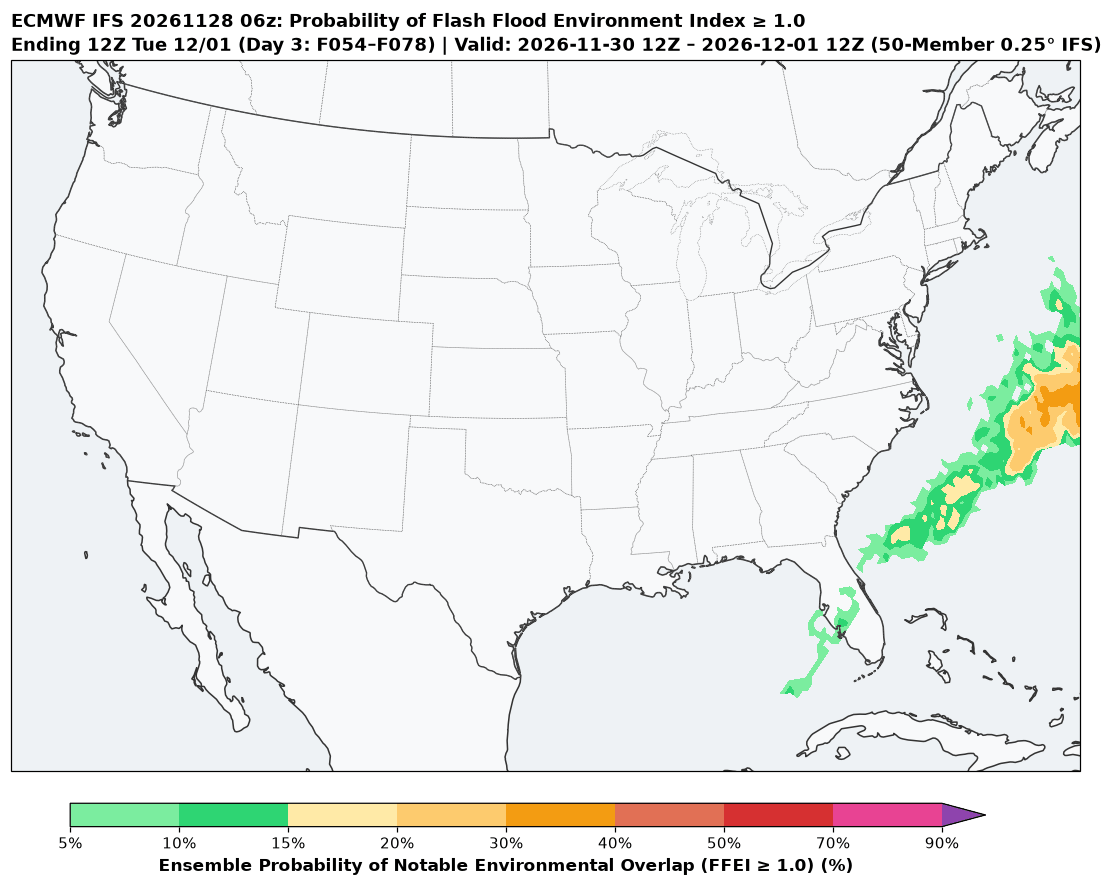 ECMWF IFS 20261128 06z: Probability of Flash Flood Environment Index ≥ 1.0
Ending 12Z Tue 12/01 (Day 3: F054–F078) | Valid: 2026-11-30 12Z – 2026-12-01 12Z (50-Member 0.25° IFS)
5% 10% 15% 20% 30% 40% 50% 70% 90%
Ensemble Probability of Notable Environmental Overlap (FFEI ≥ 1.0) (%)